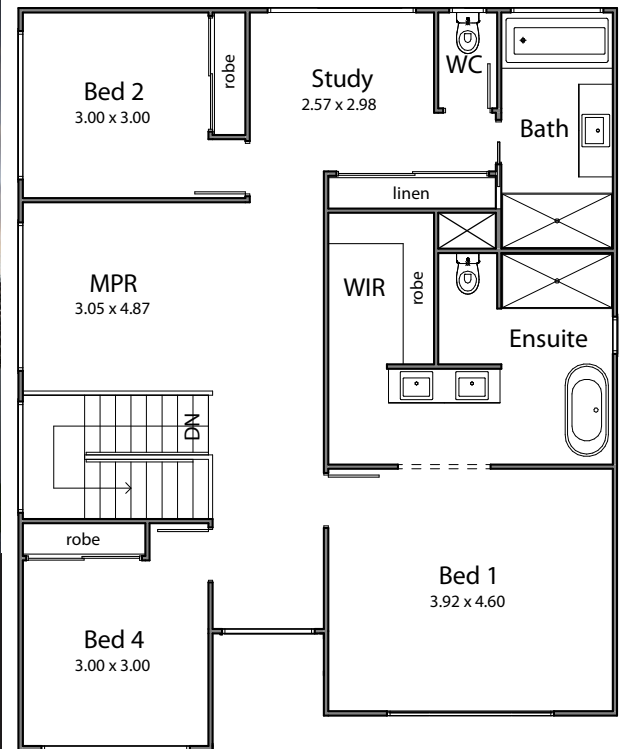 Bed 2
3.00 x 3.00
robe
Study
2.57 x 2.98
WC
Bath
linen
MPR
3.05 x 4.87
WIR
robe
Ensuite
DN
robe
Bed 4
3.00 x 3.00
Bed 1
3.92 x 4.60